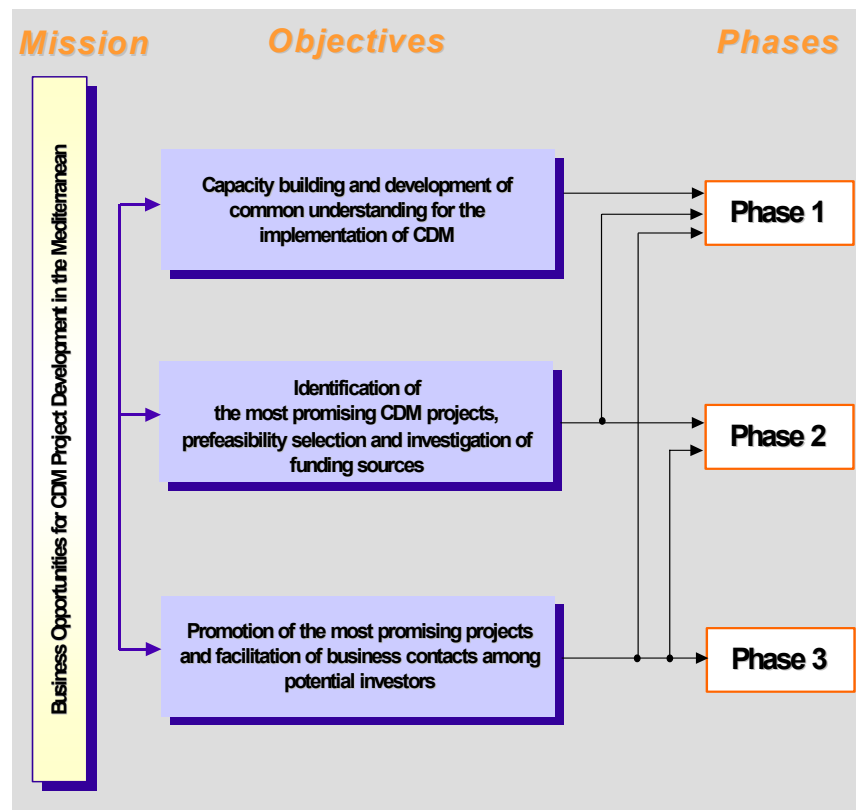 Mission
Objectives
Phases
Business Opportunities for CDM Project Development in the Mediterranean
Capacity building and development of
common understanding for the
implementation of CDM
Phase 1
Identification of
the most promising CDM projects,
prefeasibility selection and investigation of
funding sources
Phase 2
Promotion of the most promising projects
and facilitation of business contacts among
potential investors
Phase 3